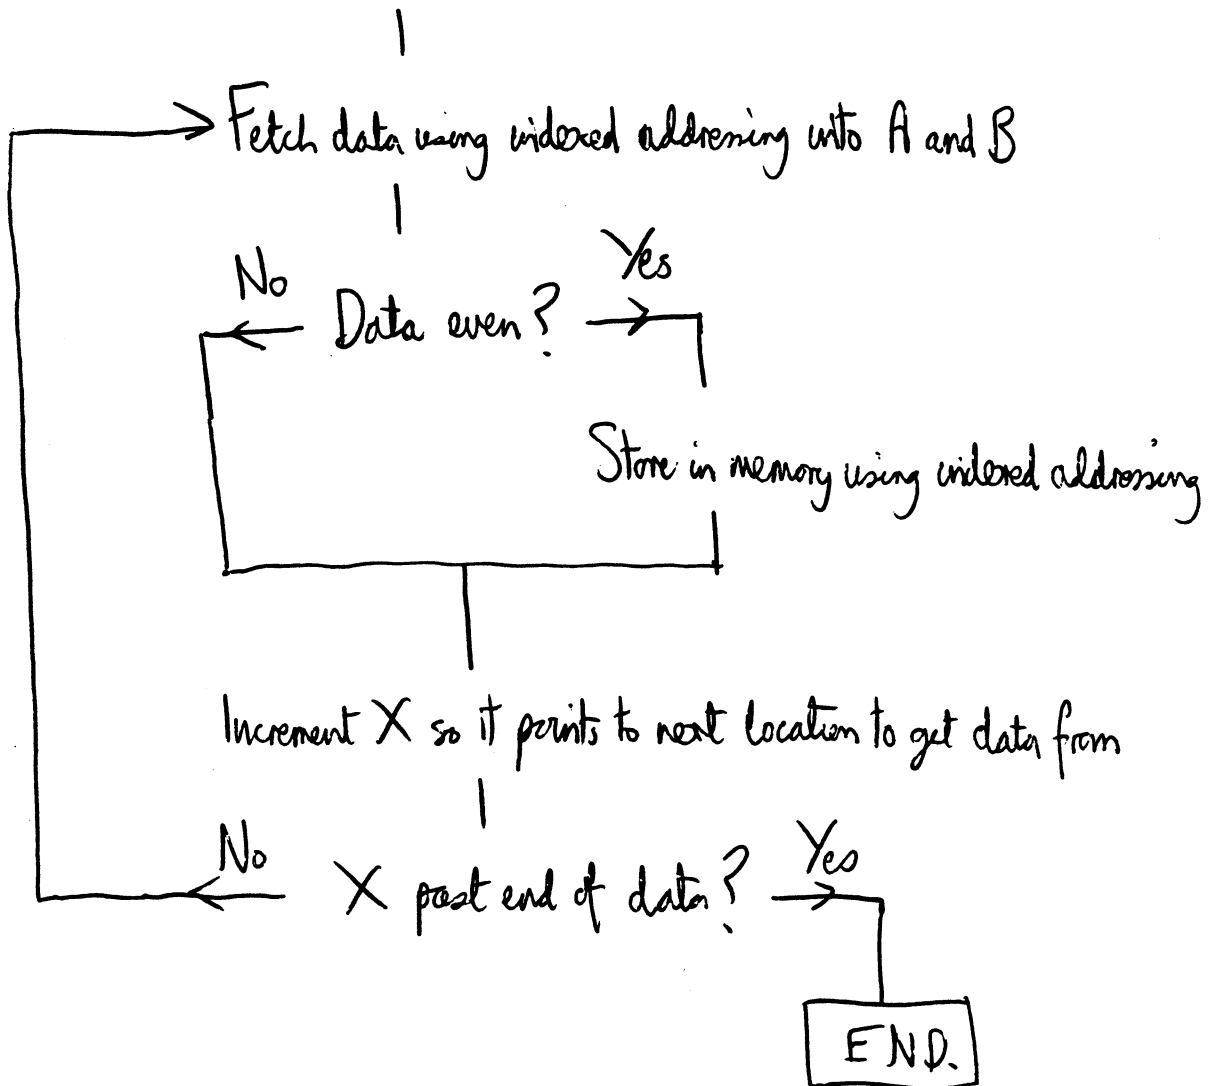 Fetch data using indexed addressing into A and B
No Yes
Data even?
Store in memory using indexed addressing
Increment X so it points to next location to get data from
No Yes
X past end of data?
END.